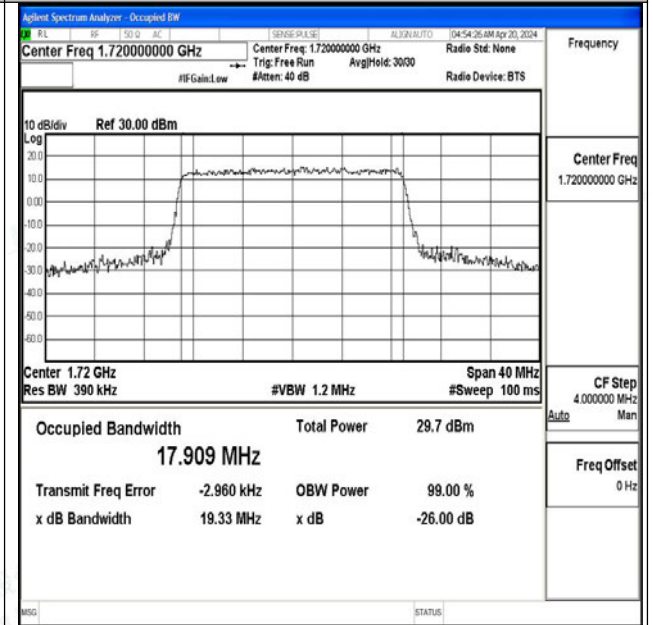 Agilent Spectrum Analyzer - Occupied BW
RL RF 50 Ω AC SENSE:PULSE ALIGN AUTO 04:54:26 AM Apr 20, 2024
Center Freq 1.720000000 GHz
Center Freq: 1.720000000 GHz
Radio Std: None
Trig: Free Run Avg|Hold: 30/30
#IFGain:Low #Atten: 40 dB Radio Device: BTS
Frequency
10 dB/div Ref 30.00 dBm
Log
20.0
10.0
0.00
-10.0
-20.0
-30.0
-40.0
-50.0
-60.0
Center 1.72 GHz Span 40 MHz
Res BW 390 kHz #VBW 1.2 MHz #Sweep 100 ms
Occupied Bandwidth Total Power 29.7 dBm
17.909 MHz
Transmit Freq Error -2.960 kHz OBW Power 99.00 %
x dB Bandwidth 19.33 MHz x dB -26.00 dB
Center Freq
1.720000000 GHz
CF Step
4.000000 MHz
Auto Man
Freq Offset
0 Hz
MSG STATUS